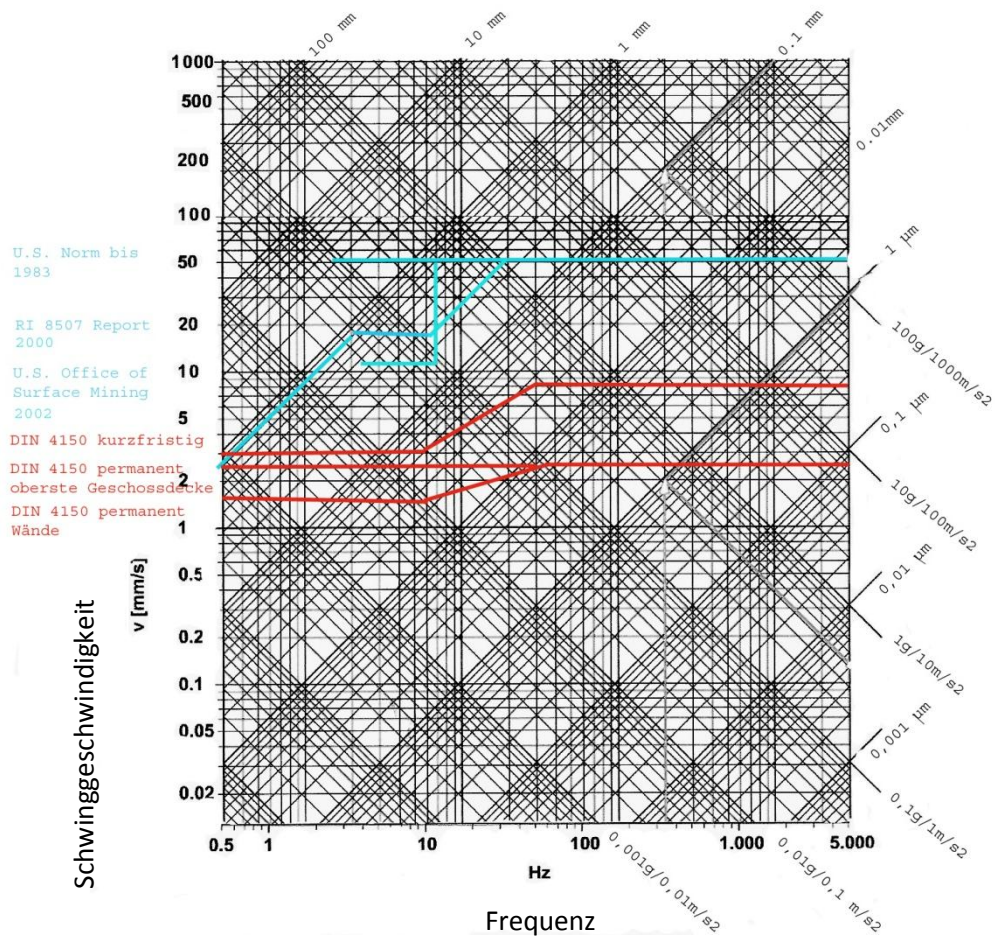 100 mm
10 mm
1 mm
0.1 mm
0.01mm
1 µm
100g/1000m/s2
0,1 µm
10g/100m/s2
0,01 µm
1g/10m/s2
0,001 µm
0,1g/1m/s2
1000
500
200
100
50
20
10
5
2
1
0.5
0.2
0.1
0.05
0.02
U.S. Norm bis
1983
RI 8507 Report
2000
U.S. Office of
Surface Mining
2002
DIN 4150 kurzfristig
DIN 4150 permanent
oberste Geschossdecke
DIN 4150 permanent
Wände
Schwinggeschwindigkeit
v [mm/s]
0.5 1 10 100 1.000 5.000
Hz
0,001g/0,01m/s2
0,01g/0,1 m/s2
Frequenz